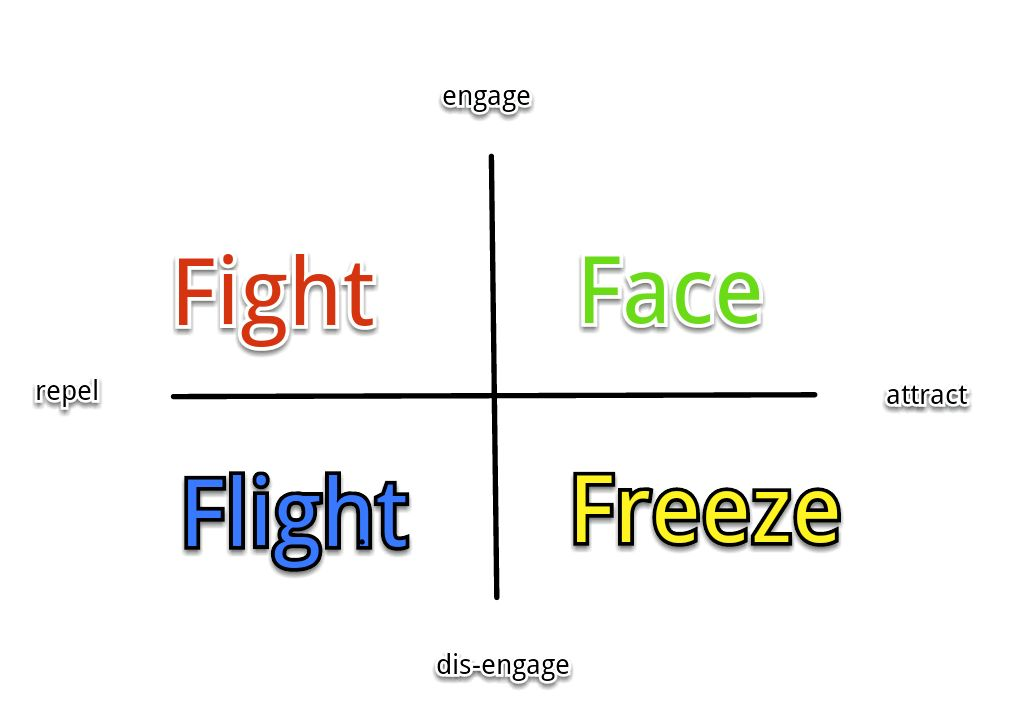 engage
Fight
Face
repel
attract
Flight
Freeze
dis-engage